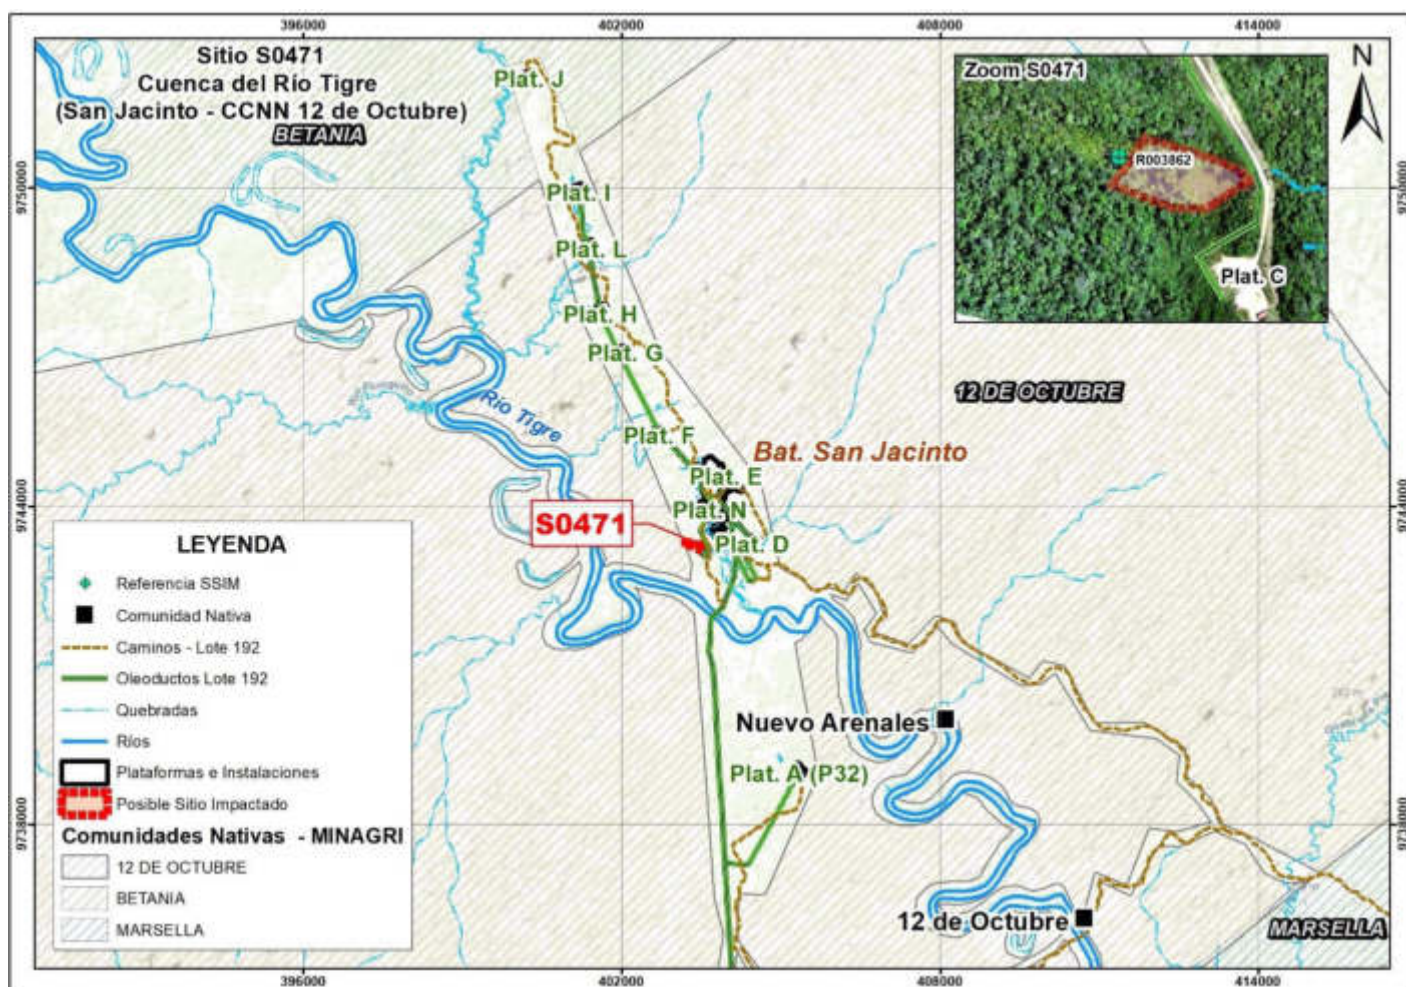 396000
402000
408000
414000
Sitio S0471
Cuenca del Río Tigre
(San Jacinto - CCNN 12 de Octubre)
BETANIA
Plat. J
Zoom S0471
R003862
Plat. C
N
9750000
9750000
Plat. I
Plat. L
Plat. H
Plat. G
Río Tigre
12 DE OCTUBRE
Plat. F
Bat. San Jacinto
Plat. E
9744000
9744000
Plat. N
S0471
Plat. D
LEYENDA
Referencia SSIM
Comunidad Nativa
Caminos - Lote 192
Oleoductos Lote 192
Quebradas
Ríos
Plataformas e Instalaciones
Posible Sitio Impactado
Comunidades Nativas - MINAGRI
12 DE OCTUBRE
BETANIA
MARSELLA
Nuevo Arenales
Plat. A (P32)
9738000
9738000
12 de Octubre
MARSELLA
396000
402000
408000
414000